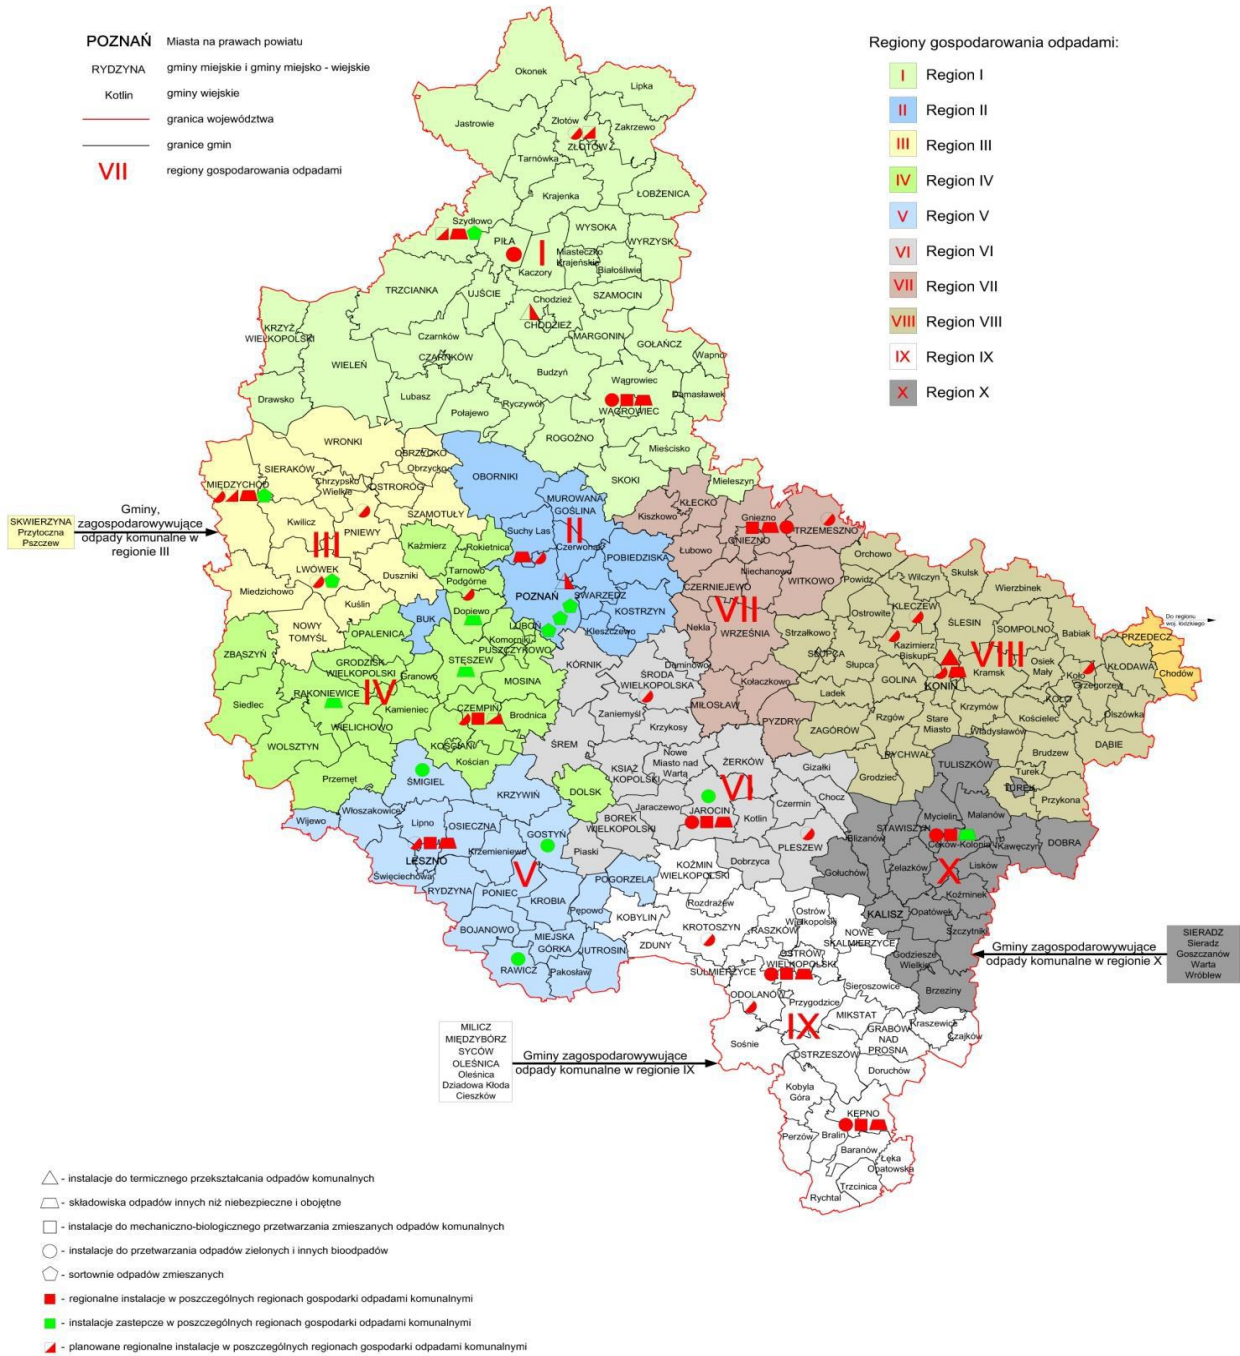 POZNAŃ Miasta na prawach powiatu
RYDZYNA gminy miejskie i gminy miejsko - wiejskie
Kotlin gminy wiejskie
granica województwa
granice gmin
VII regiony gospodarowania odpadami
Regiony gospodarowania odpadami:
I Region I
II Region II
III Region III
IV Region IV
V Region V
VI Region VI
VII Region VII
VIII Region VIII
IX Region IX
X Region X
Okonek
Lipka
Jastrowie
Złotów
Zakrzewo
ZŁOTÓW
Tarnówka
Krajenka
ŁOBŻENICA
Szydłowo
WYSOKA
PIŁA
I
WYRZYSK
Miasteczko
Krajeńskie
Białośliwie
Kaczory
TRZCIANKA
UJŚCIE
SZAMOCIN
Chodzież
CHODZIEŻ
KRZYŻ
WIELKOPOLSKI
MARGONIN
Czarnków
CZARNKÓW
GOŁAŃCZ
Wapno
WIELEŃ
Budzyń
Wągrowiec
Damasławek
Drawsko
Lubasz
Połajewo
Ryczywół
WĄGROWIEC
ROGOŹNO
Mieścisko
SKOKI
Mieleszyn
WRONKI
OBRZYCKO
Obrzycko
SIERAKÓW
MIĘDZYCHÓD
Chrzypsko
Wielkie
OSTRORÓG
SZAMOTUŁY
Kwilicz
PNIEWY
III
LWÓWEK
Duszniki
Miedzichowo
Kuślin
NOWY
TOMYŚL
Gminy,
zagospodarowywujące
odpady komunalne w
regionie III
SKWIERZYNA
Przytoczna
Pszczew
OBORNIKI
MUROWANA
GOŚLINA
II
Suchy Las
Czerwonak
POBIEDZISKA
POZNAŃ
SWARZĘDZ
KOSTRZYN
Kleszczewo
BUK
Kaźmierz
Rokietnica
Tarnowo
Podgórne
Dopiewo
LUBOŃ
Komorniki
PUSZCZYKOWO
OPALENICA
ZBĄSZYŃ
GRODZISK
WIELKOPOLSKI
Granowo
STĘSZEW
MOSINA
RAKONIEWICE
IV
Siedlec
Kamieniec
CZEMPIŃ
Brodnica
WIELICHOWO
WOLSZTYN
KOŚCIAN
Kościan
Przemęt
DOLSK
Kiszkowo
KŁECKO
Gniezno
GNIEZNO
TRZEMESZNO
Łubowo
Niechanowo
CZERNIEJEWO
WITKOWO
VII
Nekla
WRZEŚNIA
Kołaczkowo
MIŁOSŁAW
PYZDRY
Orchowo
Powidz
Wilczyn
Skulsk
Wierzbinek
Ostrowite
KLECZEW
ŚLESIN
SOMPOLNO
Babiak
PRZEDECZ
Strzałkowo
Kazimierz
Biskupi
VIII
SŁUPCA
Słupca
Osiek
Mały
Koło
KŁODAWA
Chodów
GOLINA
KONIN
Kramsk
Grzegorzew
Lądek
Krzymów
KOŁO
Olszówka
ZAGORÓW
Rzgów
Stare
Miasto
Kościelec
Władysławów
DĄBIE
RYCHWAŁ
Brudzew
Grodziec
Turek
TUREK
Przykona
Do regionu
woj. łódzkiego
KÓRNIK
ŚRODA
WIELKOPOLSKA
Dominowo
Zaniemyśl
Krzykosy
ŚREM
KSIĄŻ
WIELKOPOLSKI
Nowe
Miasto nad
Wartą
ŻERKÓW
Gizałki
VI
Chocz
Jaraczewo
JAROCIN
Kotlin
Czermin
BOREK
WIELKOPOLSKI
PLESZEW
Piaski
Dobrzyca
ŚMIGIEL
KRZYWIŃ
Wijewo
Włoszakowice
Lipno
OSIECZNA
GOSTYŃ
Krzemieniewo
LESZNO
Święciechowa
V
RYDZYNA
PONIEC
POGORZELA
KROBIA
Pępowo
BOJANOWO
MIEJSKA
GÓRKA
JUTROSIN
RAWICZ
Pakosław
TULISZKÓW
STAWISZYN
Mycielin
Malanów
Blizanów
Ceków-Kolonia
Kawęczyn
DOBRA
Gołuchów
Żelazków
X
Lisków
Koźminek
KALISZ
Opatówek
Szczytniki
Godziesze
Wielkie
Brzeziny
Gminy zagospodarowywujące
odpady komunalne w regionie X
SIERADZ
Sieradz
Goszczanów
Warta
Wróblew
KOŹMIN
WIELKOPOLSKI
Rozdrażew
KOBYLIN
KROTOSZYN
Ostrów
Wielkopolski
ZDUNY
RASZKÓW
NOWE
SKALMIERZYCE
OSTRÓW
WIELKOPOLSKI
SULMIERZYCE
Sieroszowice
ODOLANÓW
Przygodzice
MIKSTAT
Kraszewice
IX
GRABÓW
NAD
PROSNĄ
Czajków
Sośnie
OSTRZESZÓW
Doruchów
Kobyla
Góra
KĘPNO
Perzów
Bralin
Baranów
Łęka
Opatowska
Trzcinica
Rychtal
MILICZ
MIĘDZYBÓRZ
SYCÓW
OLEŚNICA
Oleśnica
Dziadowa Kłoda
Cieszków
Gminy zagospodarowywujące
odpady komunalne w regionie IX
- instalacje do termicznego przekształcania odpadów komunalnych
- składowiska odpadów innych niż niebezpieczne i obojętne
- instalacje do mechaniczno-biologicznego przetwarzania zmieszanych odpadów komunalnych
- instalacje do przetwarzania odpadów zielonych i innych bioodpadów
- sortownie odpadów zmieszanych
- regionalne instalacje w poszczególnych regionach gospodarki odpadami komunalnymi
- instalacje zastepcze w poszczególnych regionach gospodarki odpadami komunalnymi
- planowane regionalne instalacje w poszczególnych regionach gospodarki odpadami komunalnymi